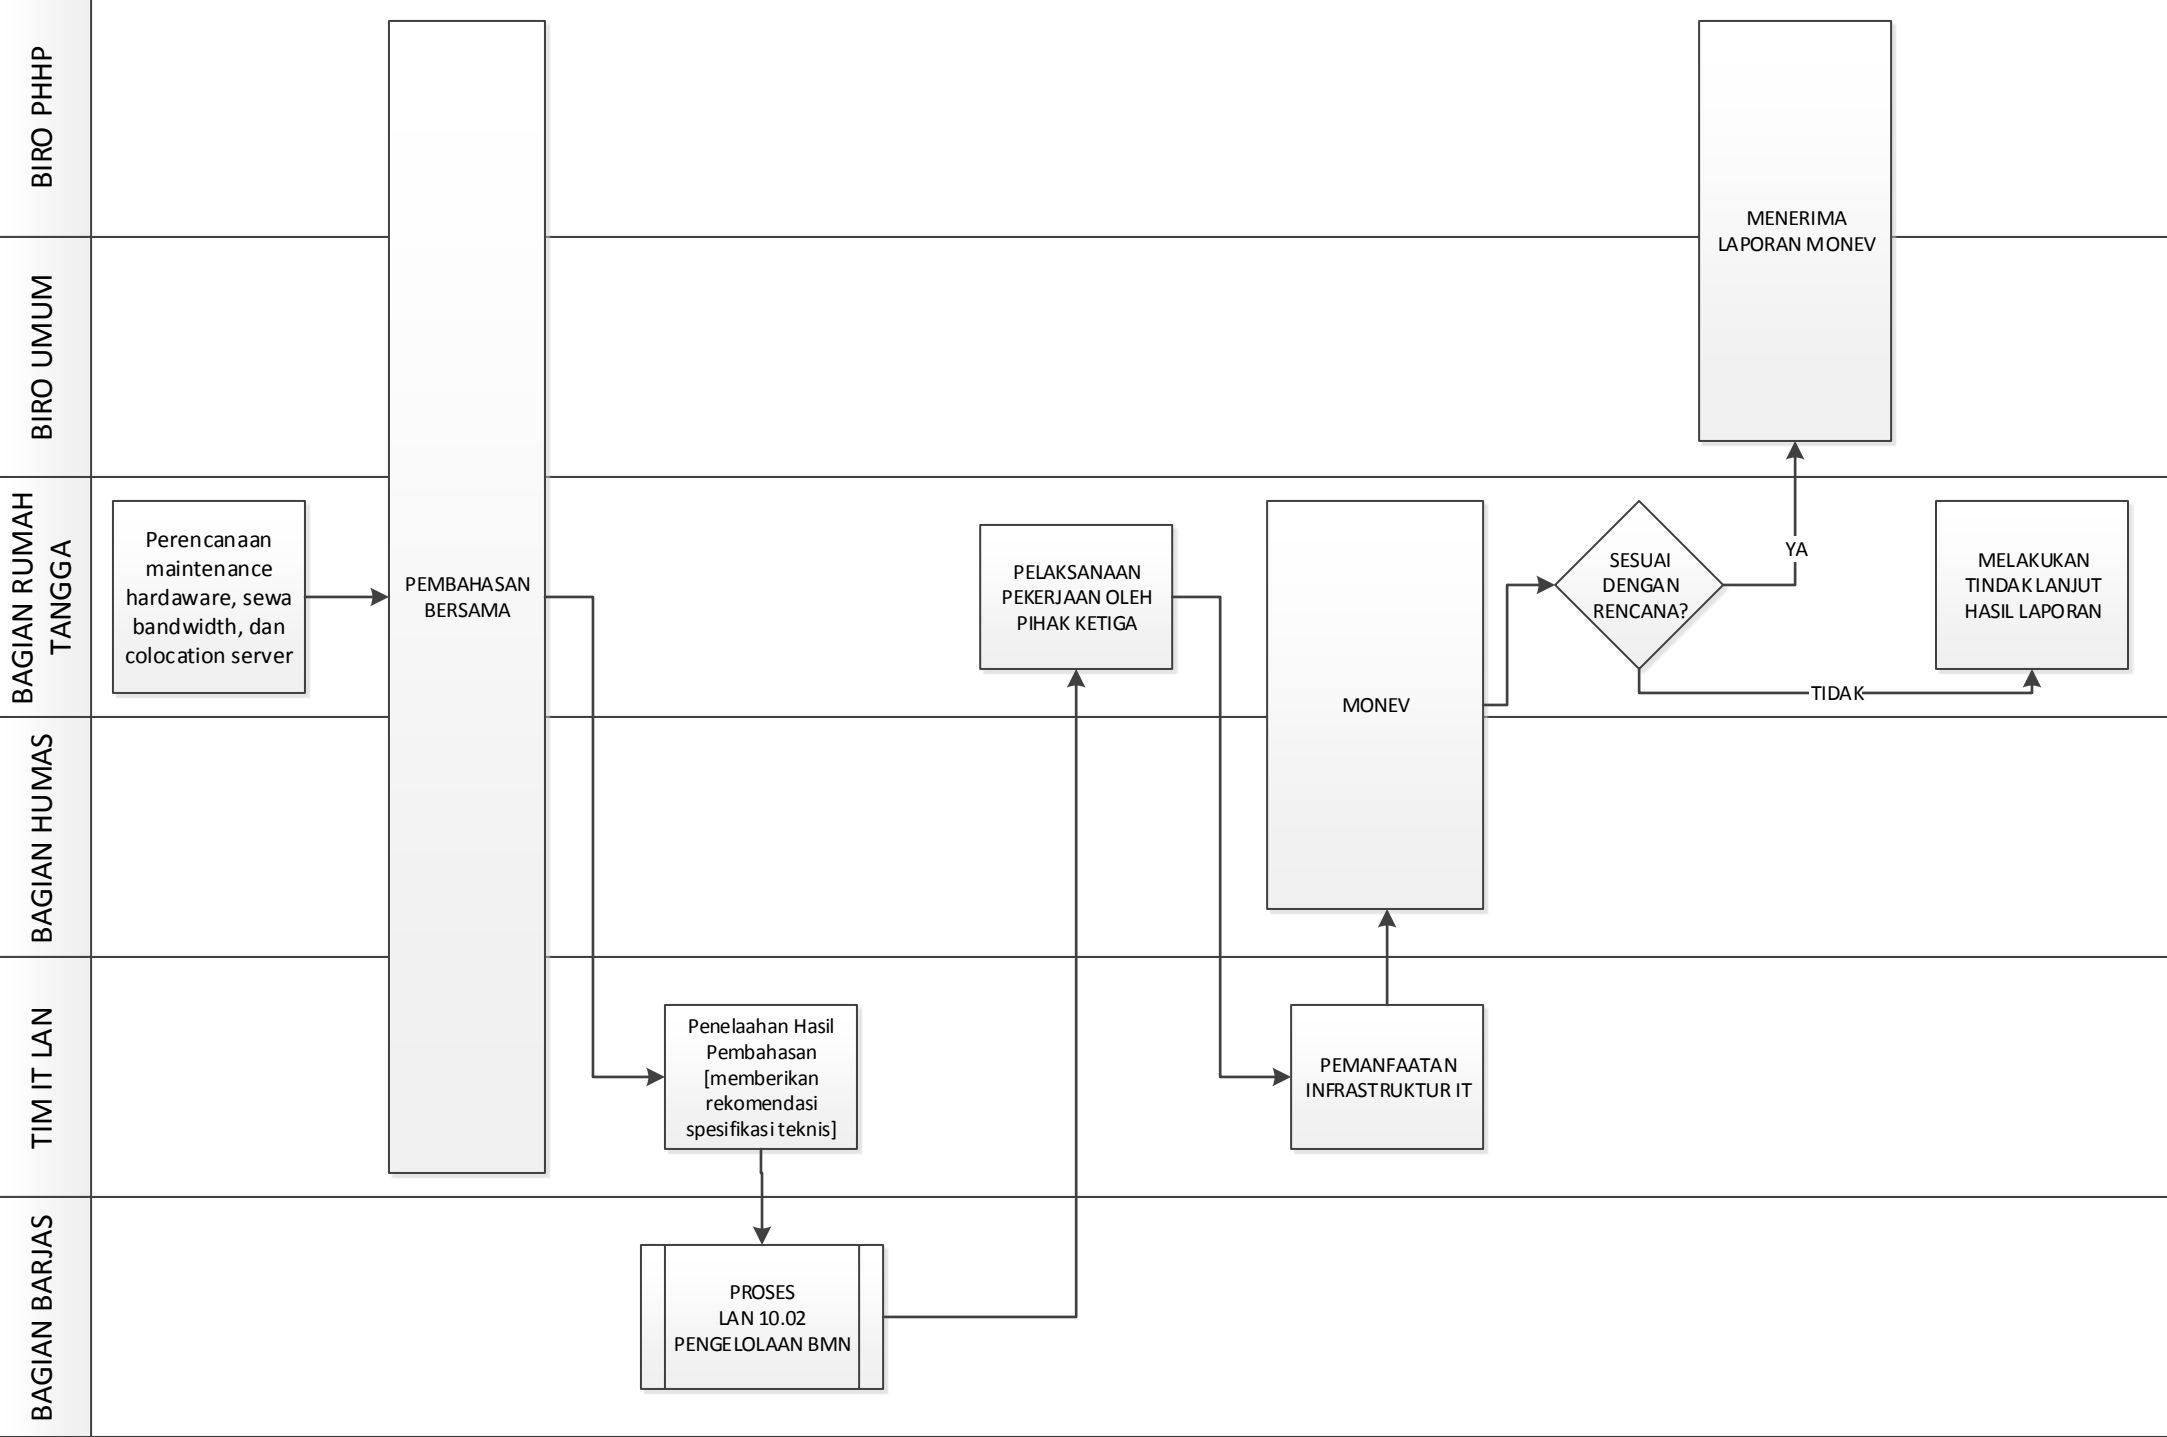 BIRO PHHP
BIRO UMUM
BAGIAN RUMAH
TANGGA
BAGIAN HUMAS
TIM IT LAN
BAGIAN BARJAS
Perencanaan
maintenance
hardaware, sewa
bandwidth, dan
colocation server
PEMBAHASAN
BERSAMA
Penelaahan Hasil
Pembahasan
[memberikan
rekomendasi
spesifikasi teknis]
PROSES
LAN 10.02
PENGELOLAAN BMN
PELAKSANAAN
PEKERJAAN OLEH
PIHAK KETIGA
PEMANFAATAN
INFRASTRUKTUR IT
MONEV
SESUAI
DENGAN
RENCANA?
YA
TIDAK
MENERIMA
LAPORAN MONEV
MELAKUKAN
TINDAK LANJUT
HASIL LAPORAN